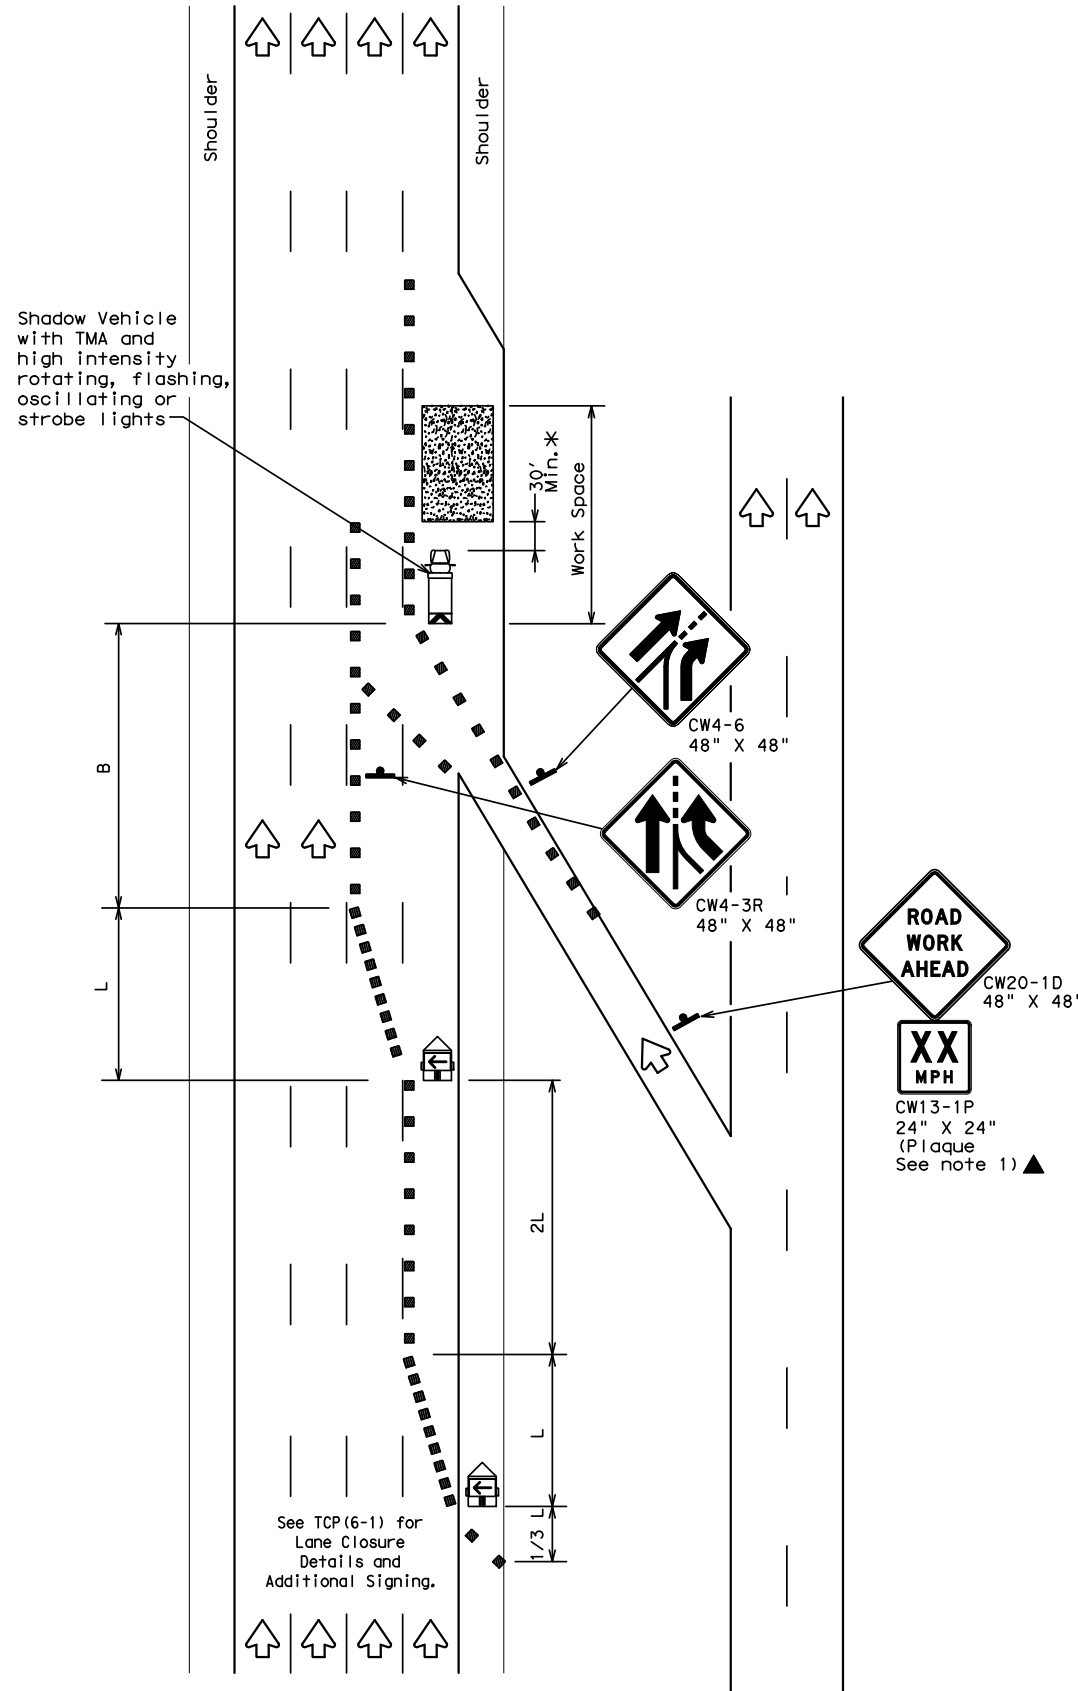 Shoulder
Shoulder
Shadow Vehicle
with TMA and
high intensity
rotating, flashing,
oscillating or
strobe lights
30'
Min.*
Work Space
CW4-6
48" X 48"
B
CW4-3R
48" X 48"
ROAD
WORK
AHEAD
CW20-1D
48" X 48"
L
XX
MPH
CW13-1P
24" X 24"
(Plaque
See note 1)
2L
L
1/3 L
See TCP(6-1) for
Lane Closure
Details and
Additional Signing.